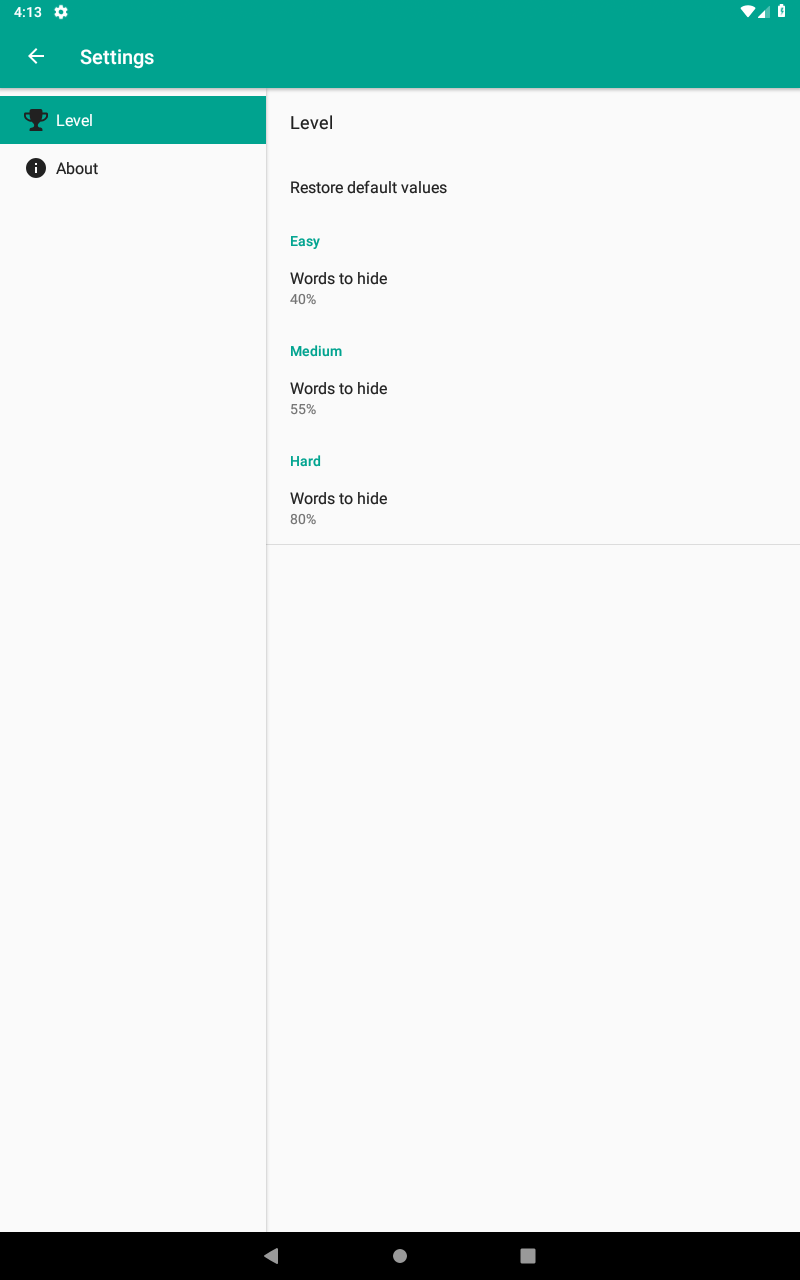 4:13
Settings
Level
About
Level
Restore default values
Easy
Words to hide
40%
Medium
Words to hide
55%
Hard
Words to hide
80%